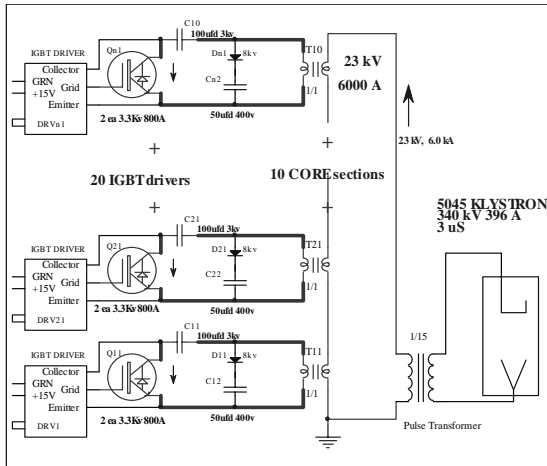 C10
100ufd 3kv
Qn1
IGBT DRIVER
Collector
GRN
Grid
+15V
Emitter
DRVn1
Dn1
8kv
Cn2
T10
1/1
23 kV
6000 A
2 ea 3.3Kv 800A
50ufd 400v
23 kV, 6.0 kA
20 IGBT drivers
10 CORE sections
5045 KLYSTRON
340 kV 396 A
3 uS
C21
100ufd 3kv
Q21
IGBT DRIVER
Collector
GRN
Grid
+15V
Emitter
DRV21
D21
8kv
C22
T21
1/1
2 ea 3.3Kv 800A
50ufd 400v
C11
100ufd 3kv
Q11
IGBT DRIVER
Collector
GRN
Grid
+15V
Emitter
DRV1
D11
8kv
C12
T11
1/1
2 ea 3.3Kv 800A
50ufd 400v
1/15
Pulse Transformer